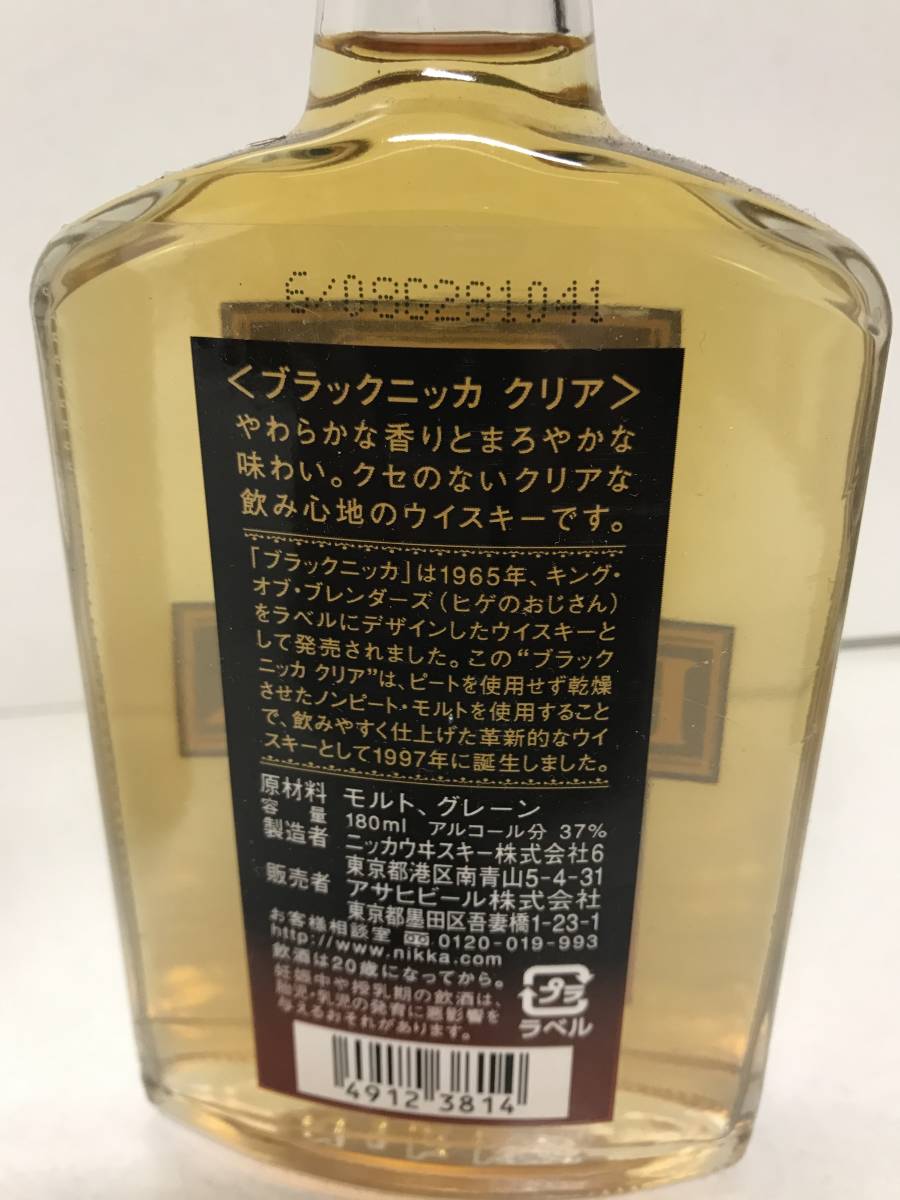 6/09G281041
<ブラックニッカ クリア>
やわらかな香りとまろやかな
味わい。クセのないクリアな
飲み心地のウイスキーです。
「ブラックニッカ」は1965年、キング・
オブ・ブレンダーズ(ヒゲのおじさん)
をラベルにデザインしたウイスキーと
して発売されました。この“ブラック
ニッカ クリア”は、ピートを使用せず乾燥
させたノンピート・モルトを使用すること
で、飲みやすく仕上げた革新的なウイ
スキーとして1997年に誕生しました。
原材料 モルト、グレーン
容量 180ml アルコール分 37%
製造者 ニッカウヰスキー株式会社6
東京都港区南青山5-4-31
販売者 アサヒビール株式会社
東京都墨田区吾妻橋1-23-1
お客様相談室 0120-019-993
http://www.nikka.com
飲酒は20歳になってから。
妊娠中や授乳期の飲酒は、
胎児・乳児の発育に悪影響を
与えるおそれがあります。
プラ
ラベル
4912 3814